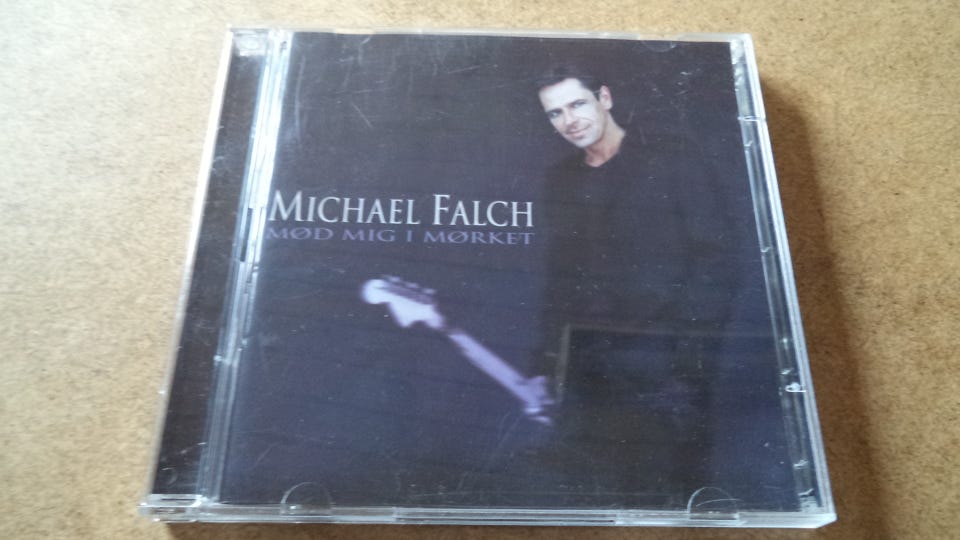 MICHAEL FALCH
MØD MIG I MØRKET